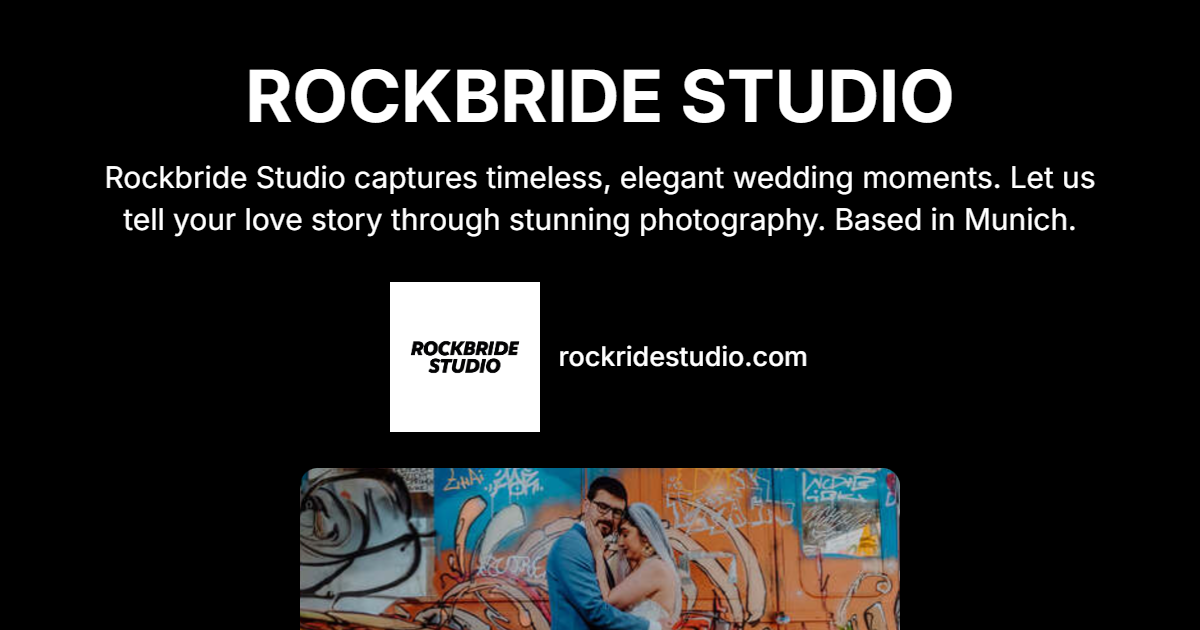 ROCKBRIDE STUDIO
Rockbride Studio captures timeless, elegant wedding moments. Let us
tell your love story through stunning photography. Based in Munich.
ROCKBRIDE
STUDIO
rockridestudio.com